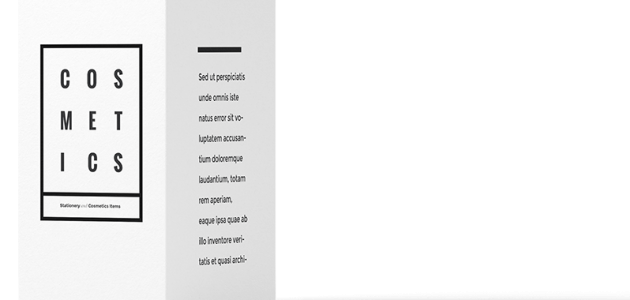 COS
MET
ICS
Stationery and Cosmetics Items
Sed ut perspiciatis
unde omnis iste
natus error sit vo-
luptatem accusan-
tium doloremque
laudantium, totam
rem aperiam,
eaque ipsa quae ab
illo inventore veri-
tatis et quasi archi-